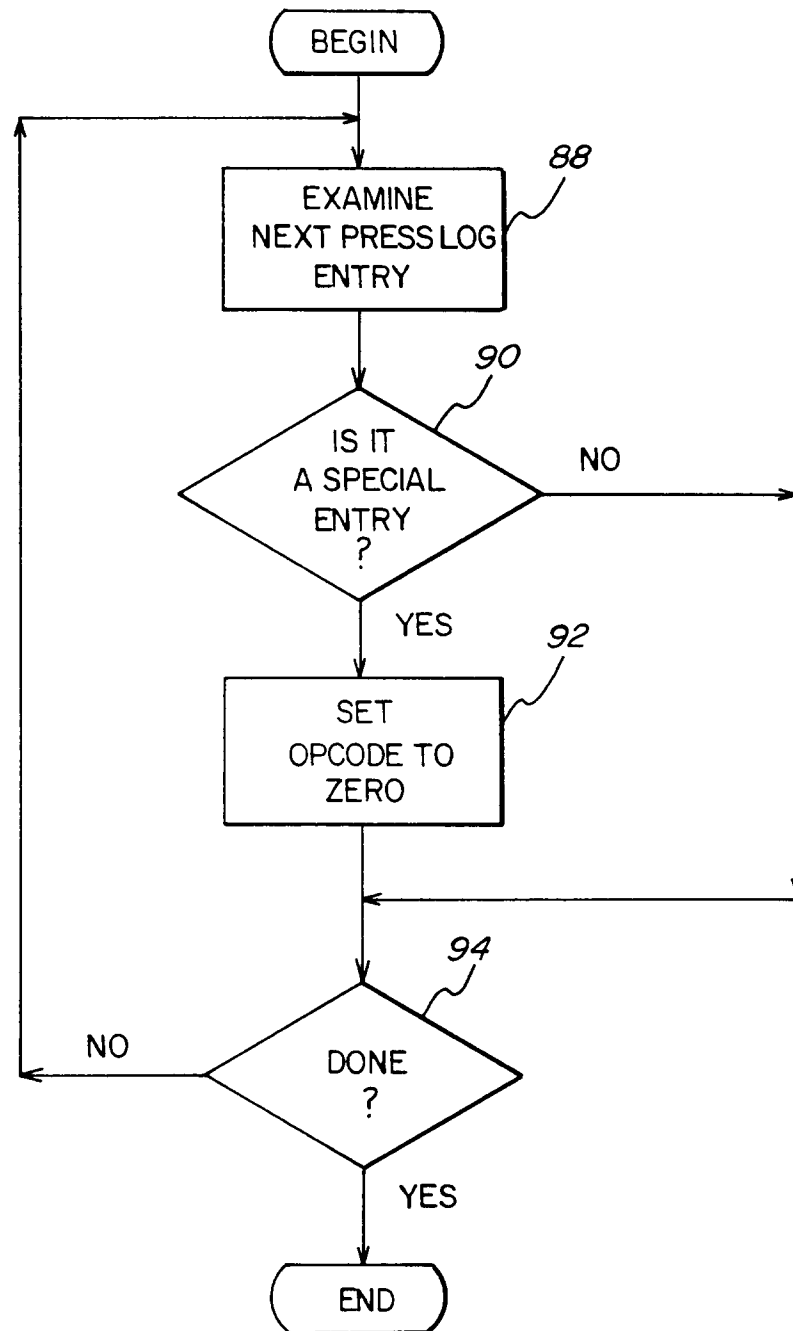 BEGIN
EXAMINE
NEXT PRESS LOG
ENTRY
88
IS IT
A SPECIAL
ENTRY
?
90
NO
YES
SET
OPCODE TO
ZERO
92
DONE
?
94
NO
YES
END